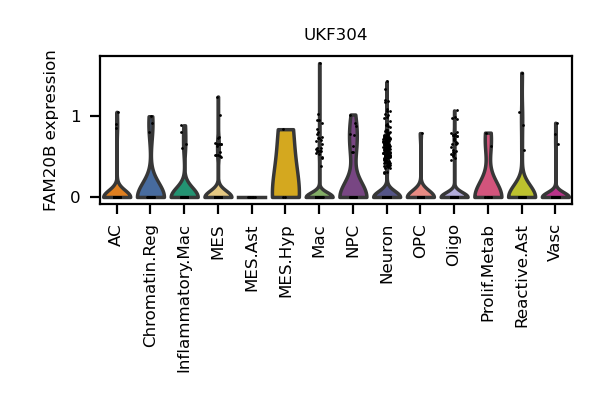 UKF304
FAM20B expression
1
0
AC
Chromatin.Reg
Inflammatory.Mac
MES
MES.Ast
MES.Hyp
Mac
NPC
Neuron
OPC
Oligo
Prolif.Metab
Reactive.Ast
Vasc